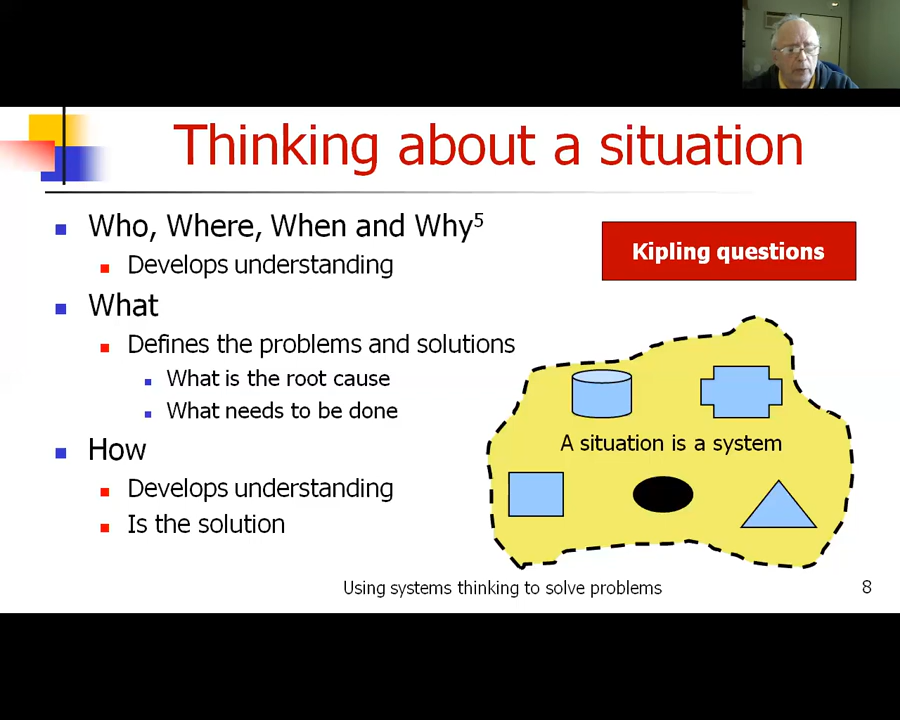 Thinking about a situation
Who, Where, When and Why⁵
Develops understanding
What
Defines the problems and solutions
What is the root cause
What needs to be done
How
Develops understanding
Is the solution
Kipling questions
A situation is a system
Using systems thinking to solve problems
8